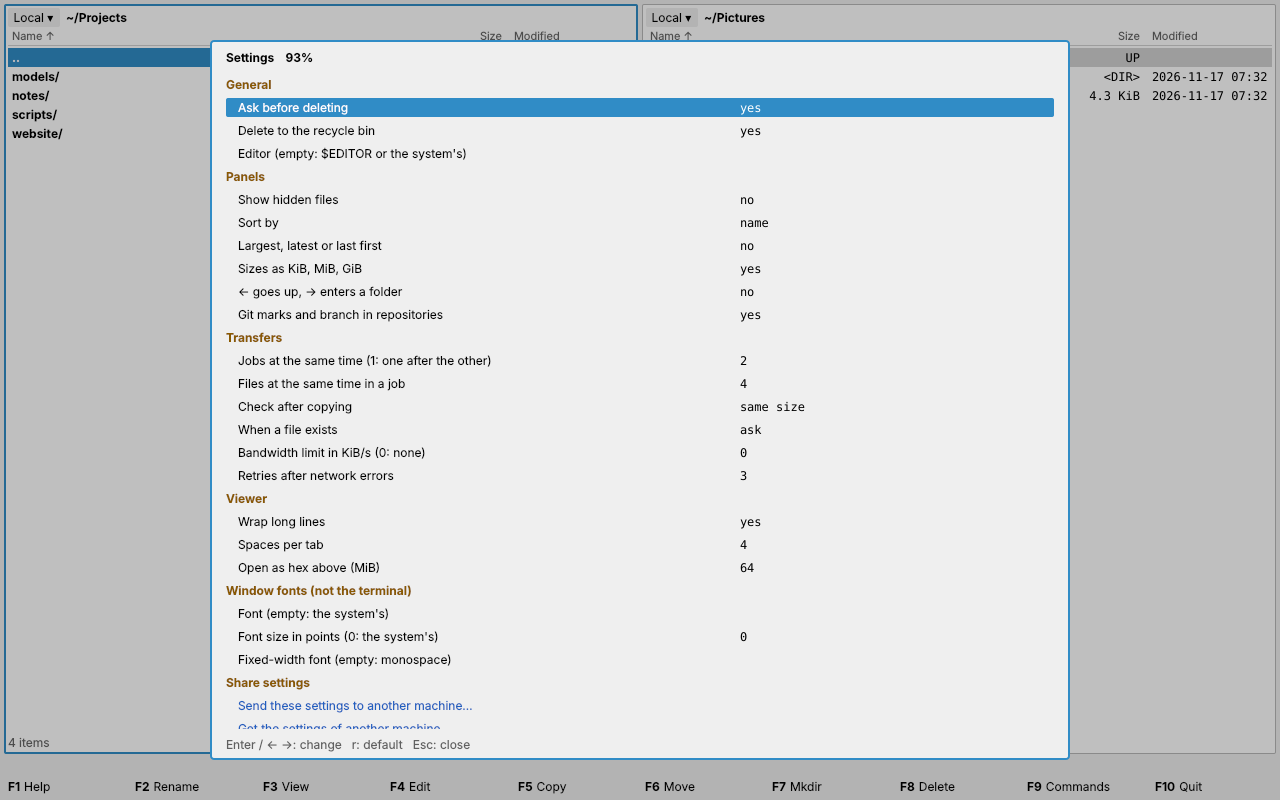 Local ▾ ~/Projects
Local ▾ ~/Pictures
Name ↑ Size Modified
Name ↑ Size Modified
Settings 93%
..
UP
models/
<DIR> 2026-11-17 07:32
notes/
4.3 KiB 2026-11-17 07:32
scripts/
website/
General
Ask before deleting yes
Delete to the recycle bin yes
Editor (empty: $EDITOR or the system's)
Panels
Show hidden files no
Sort by name
Largest, latest or last first no
Sizes as KiB, MiB, GiB yes
← goes up, → enters a folder no
Git marks and branch in repositories yes
Transfers
Jobs at the same time (1: one after the other) 2
Files at the same time in a job 4
Check after copying same size
When a file exists ask
Bandwidth limit in KiB/s (0: none) 0
Retries after network errors 3
Viewer
Wrap long lines yes
Spaces per tab 4
Open as hex above (MiB) 64
Window fonts (not the terminal)
Font (empty: the system's)
Font size in points (0: the system's) 0
Fixed-width font (empty: monospace)
Share settings
Send these settings to another machine...
Get the settings of another machine...
4 items
Enter / ← →: change r: default Esc: close
F1 Help F2 Rename F3 View F4 Edit F5 Copy F6 Move F7 Mkdir F8 Delete F9 Commands F10 Quit